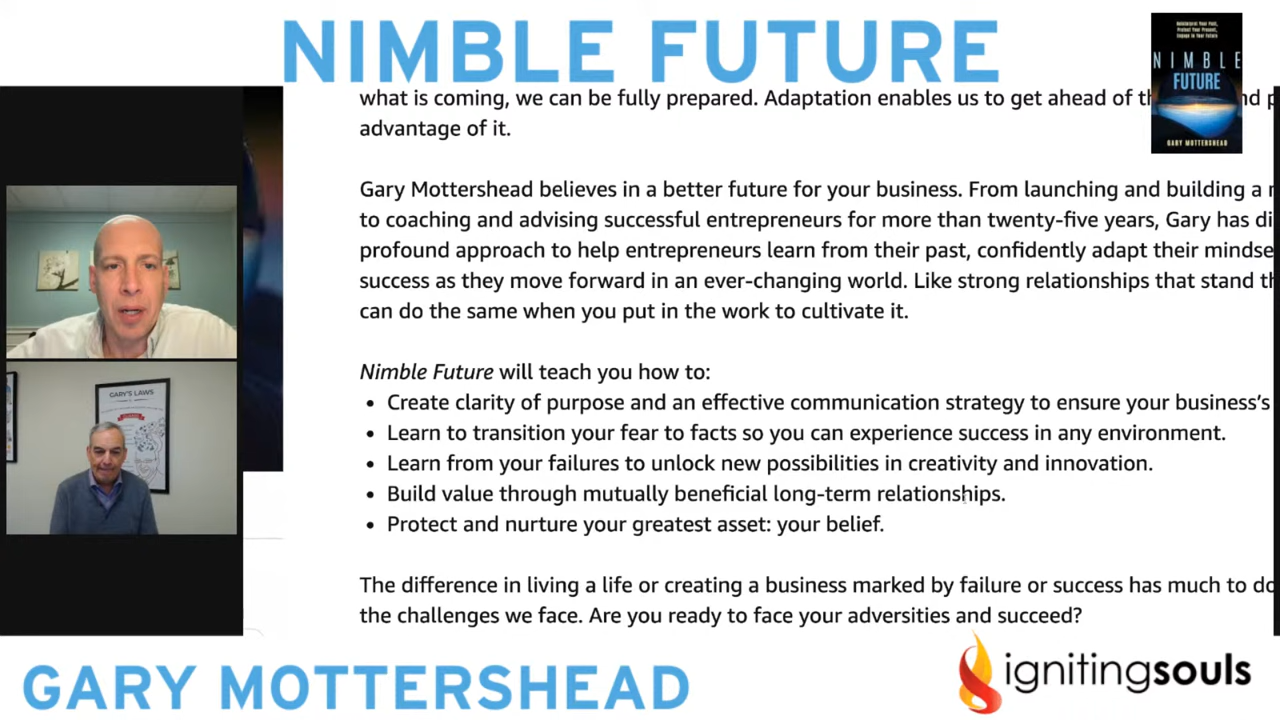 NIMBLE FUTURE
what is coming, we can be fully prepared. Adaptation enables us to get ahead of
advantage of it.
Gary Mottershead believes in a better future for your business. From launching and building a
to coaching and advising successful entrepreneurs for more than twenty-five years, Gary has
profound approach to help entrepreneurs learn from their past, confidently adapt their
success as they move forward in an ever-changing world. Like strong relationships that stand
can do the same when you put in the work to cultivate it.
Nimble Future will teach you how to:
• Create clarity of purpose and an effective communication strategy to ensure your business's
• Learn to transition your fear to facts so you can experience success in any environment.
• Learn from your failures to unlock new possibilities in creativity and innovation.
• Build value through mutually beneficial long-term relationships.
• Protect and nurture your greatest asset: your belief.
The difference in living a life or creating a business marked by failure or success has much to do
the challenges we face. Are you ready to face your adversities and succeed?
NIMBLE
FUTURE
GARY MOTTERSHEAD
GARY'S LAWS
GARY MOTTERSHEAD
ignitingsouls